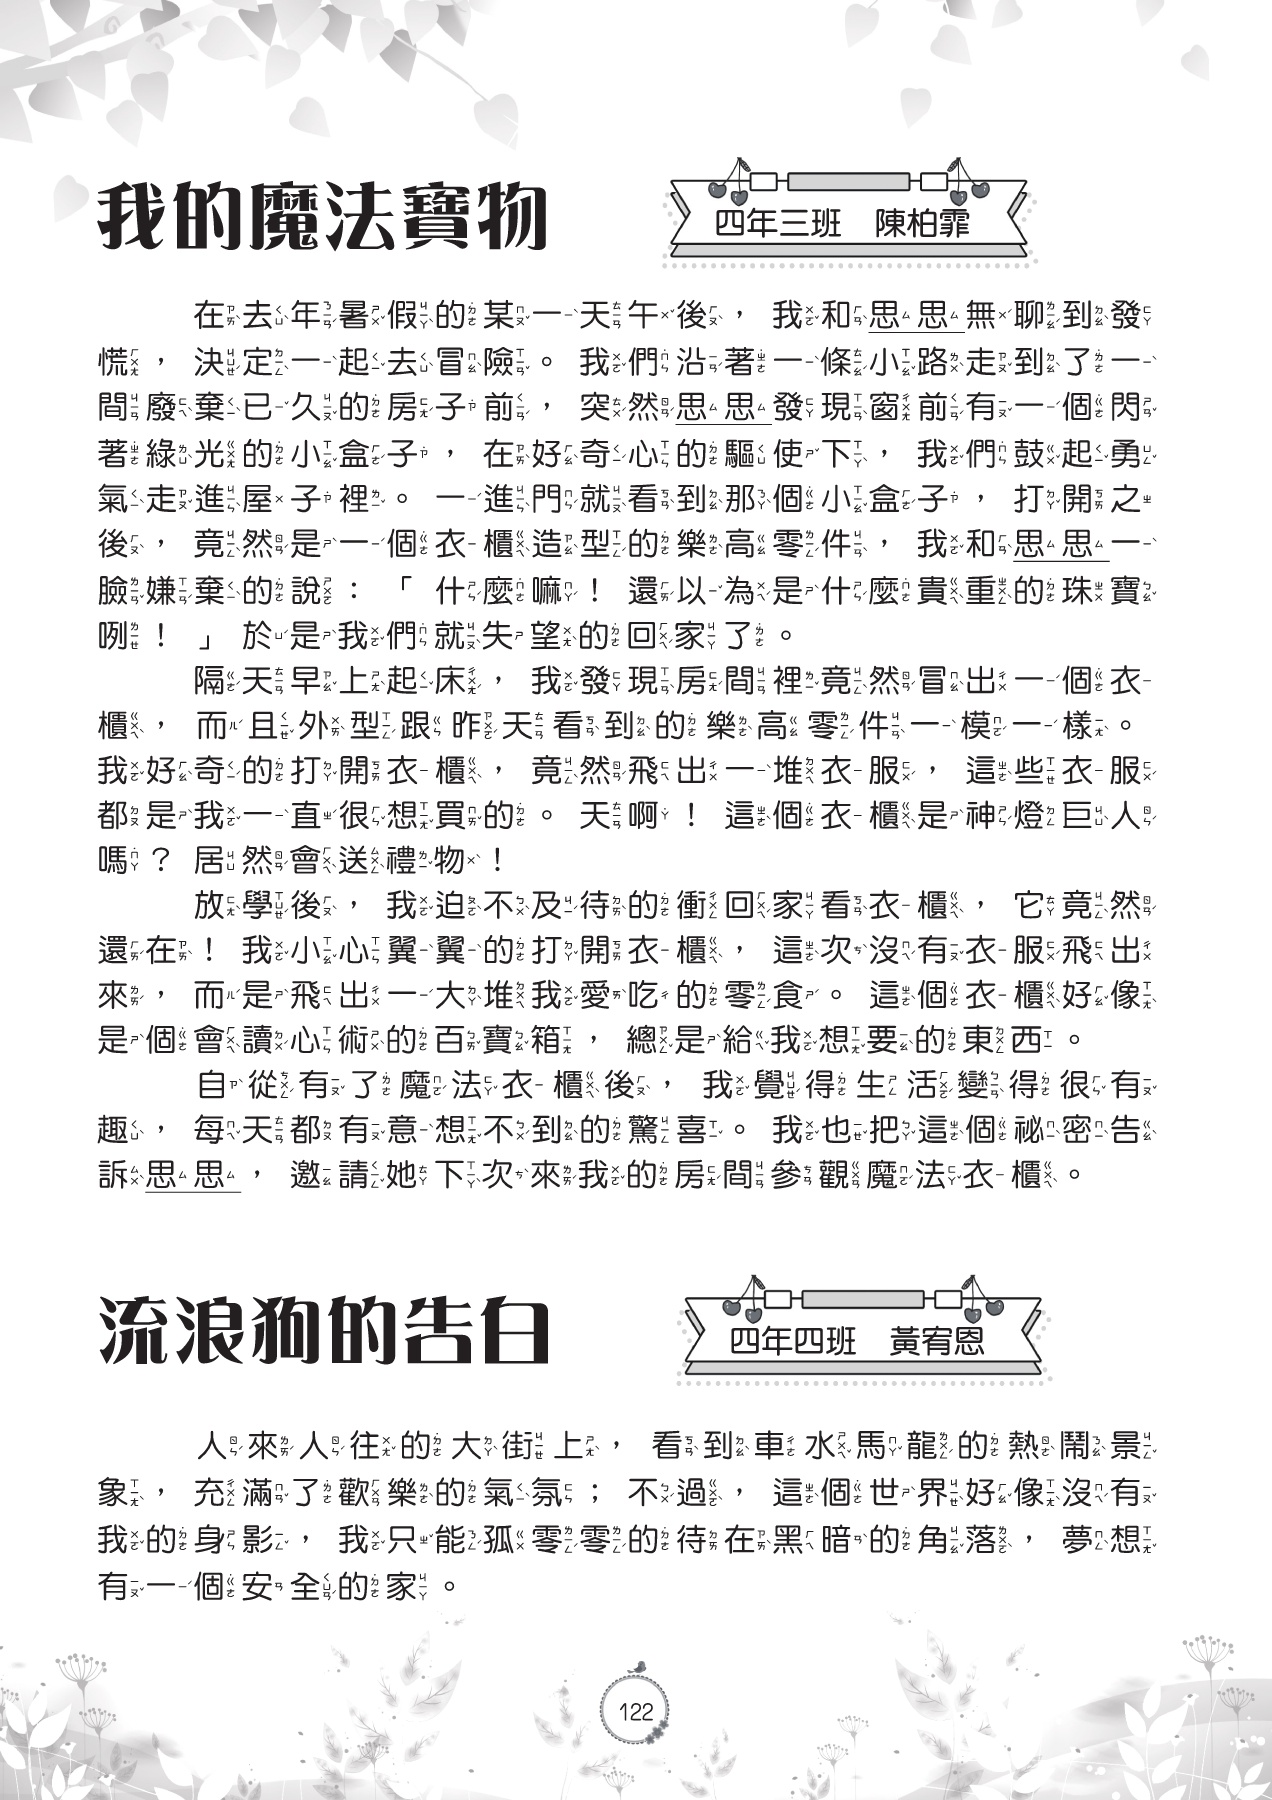 我的魔法寶物
四年三班　陳柏霏
在去年暑假的某一天午後，我和思思無聊到發
慌，決定一起去冒險。我們沿著一條小路走到了一
間廢棄已久的房子前，突然思思發現窗前有一個閃
著綠光的小盒子，在好奇心的驅使下，我們鼓起勇
氣走進屋子裡。一進門就看到那個小盒子，打開之
後，竟然是一個衣櫃造型的樂高零件，我和思思一
臉嫌棄的說：「什麼嘛！還以為是什麼貴重的珠寶
咧！」於是我們就失望的回家了。
隔天早上起床，我發現房間裡竟然冒出一個衣
櫃，而且外型跟昨天看到的樂高零件一模一樣。
我好奇的打開衣櫃，竟然飛出一堆衣服，這些衣服
都是我一直很想買的。天啊！這個衣櫃是神燈巨人
嗎？居然會送禮物！
放學後，我迫不及待的衝回家看衣櫃，它竟然
還在！我小心翼翼的打開衣櫃，這次沒有衣服飛出
來，而是飛出一大堆我愛吃的零食。這個衣櫃好像
是個會讀心術的百寶箱，總是給我想要的東西。
自從有了魔法衣櫃後，我覺得生活變得很有
趣，每天都有意想不到的驚喜。我也把這個祕密告
訴思思，邀請她下次來我的房間參觀魔法衣櫃。
流浪狗的告白
四年四班　黃宥恩
人來人往的大街上，看到車水馬龍的熱鬧景
象，充滿了歡樂的氣氛；不過，這個世界好像沒有
我的身影，我只能孤零零的待在黑暗的角落，夢想
有一個安全的家。
122